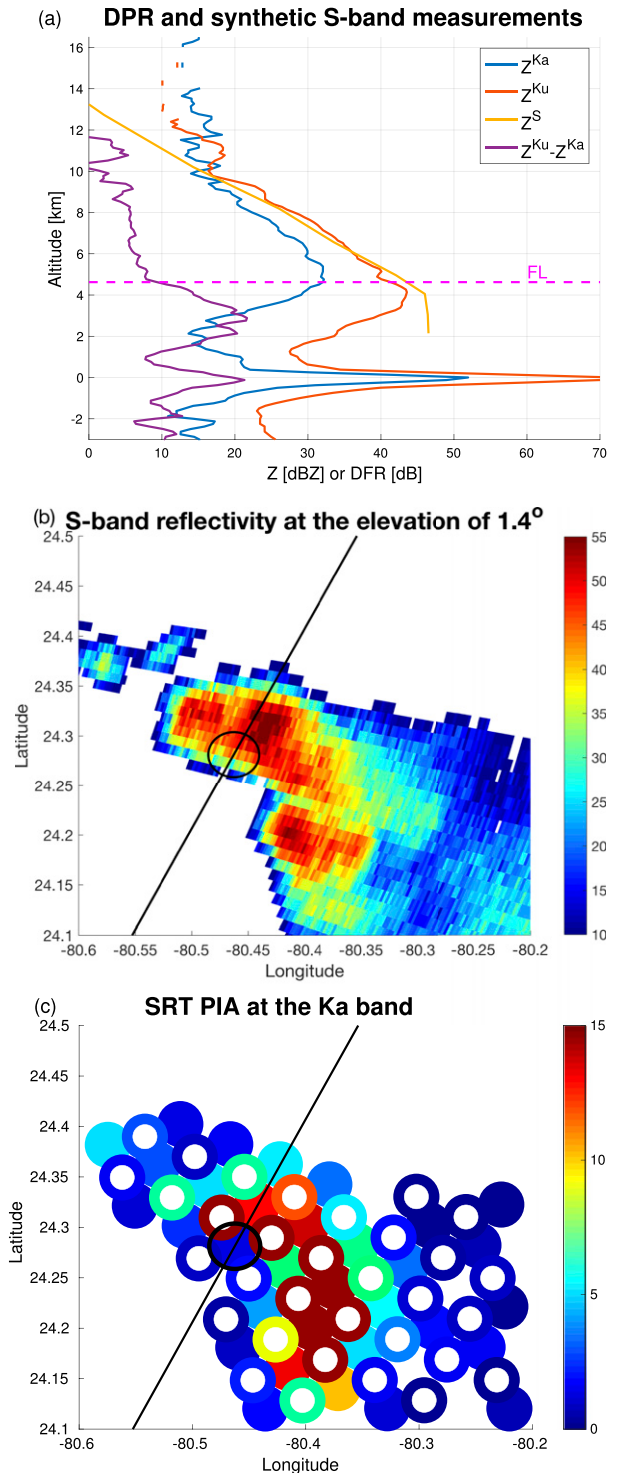 (a) DPR and synthetic S-band measurements
16
14
12
10
8
6
4
2
0
-2
Altitude [km]
Z^Ka
Z^Ku
Z^S
Z^Ku-Z^Ka
FL
0 10 20 30 40 50 60 70
Z [dBZ] or DFR [dB]
(b) S-band reflectivity at the elevation of 1.4°
24.5
24.45
24.4
24.35
24.3
24.25
24.2
24.15
24.1
Latitude
-80.6 -80.55 -80.5 -80.45 -80.4 -80.35 -80.3 -80.25 -80.2
Longitude
55
50
45
40
35
30
25
20
15
10
(c) SRT PIA at the Ka band
24.5
24.45
24.4
24.35
24.3
24.25
24.2
24.15
24.1
Latitude
-80.6 -80.5 -80.4 -80.3 -80.2
Longitude
15
10
5
0